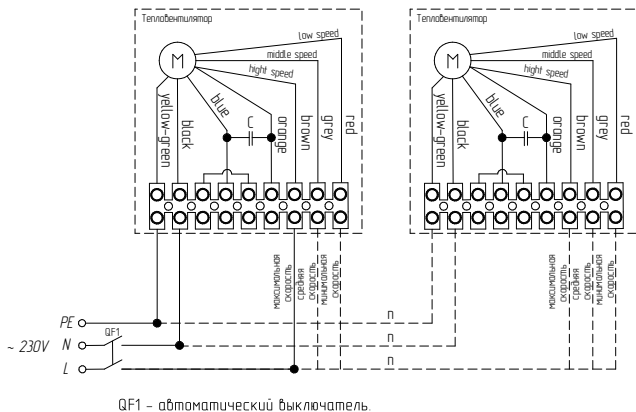 Тепловентилятор
Тепловентилятор
low speed
middle speed
hight speed
M
low speed
middle speed
hight speed
M
yellow-green
black
blue
C
orange
brown
grey
red
yellow-green
black
blue
C
orange
brown
grey
red
максимальная скорость
средняя скорость
минимальная скорость
максимальная скорость
средняя скорость
минимальная скорость
PE
n
QF1
~ 230V
N
n
L
n
QF1 - автоматический выключатель.